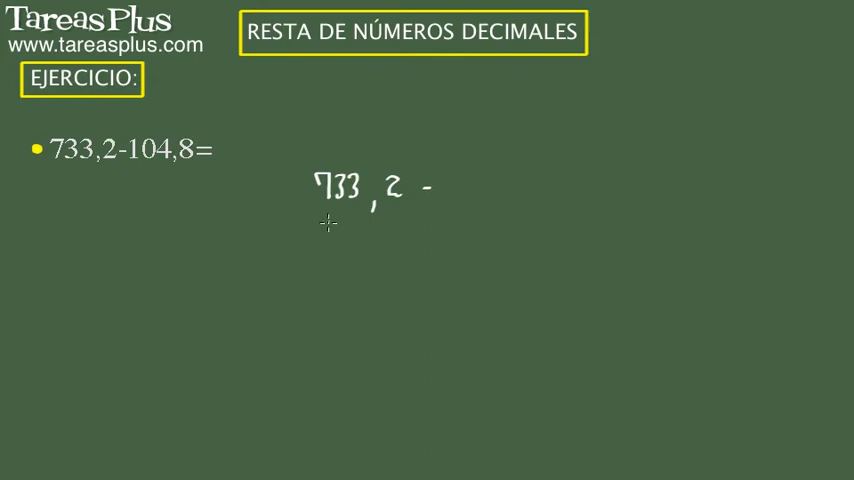 TareasPlus
www.tareasplus.com
RESTA DE NÚMEROS DECIMALES
EJERCICIO:
733,2-104,8=
733,2 -